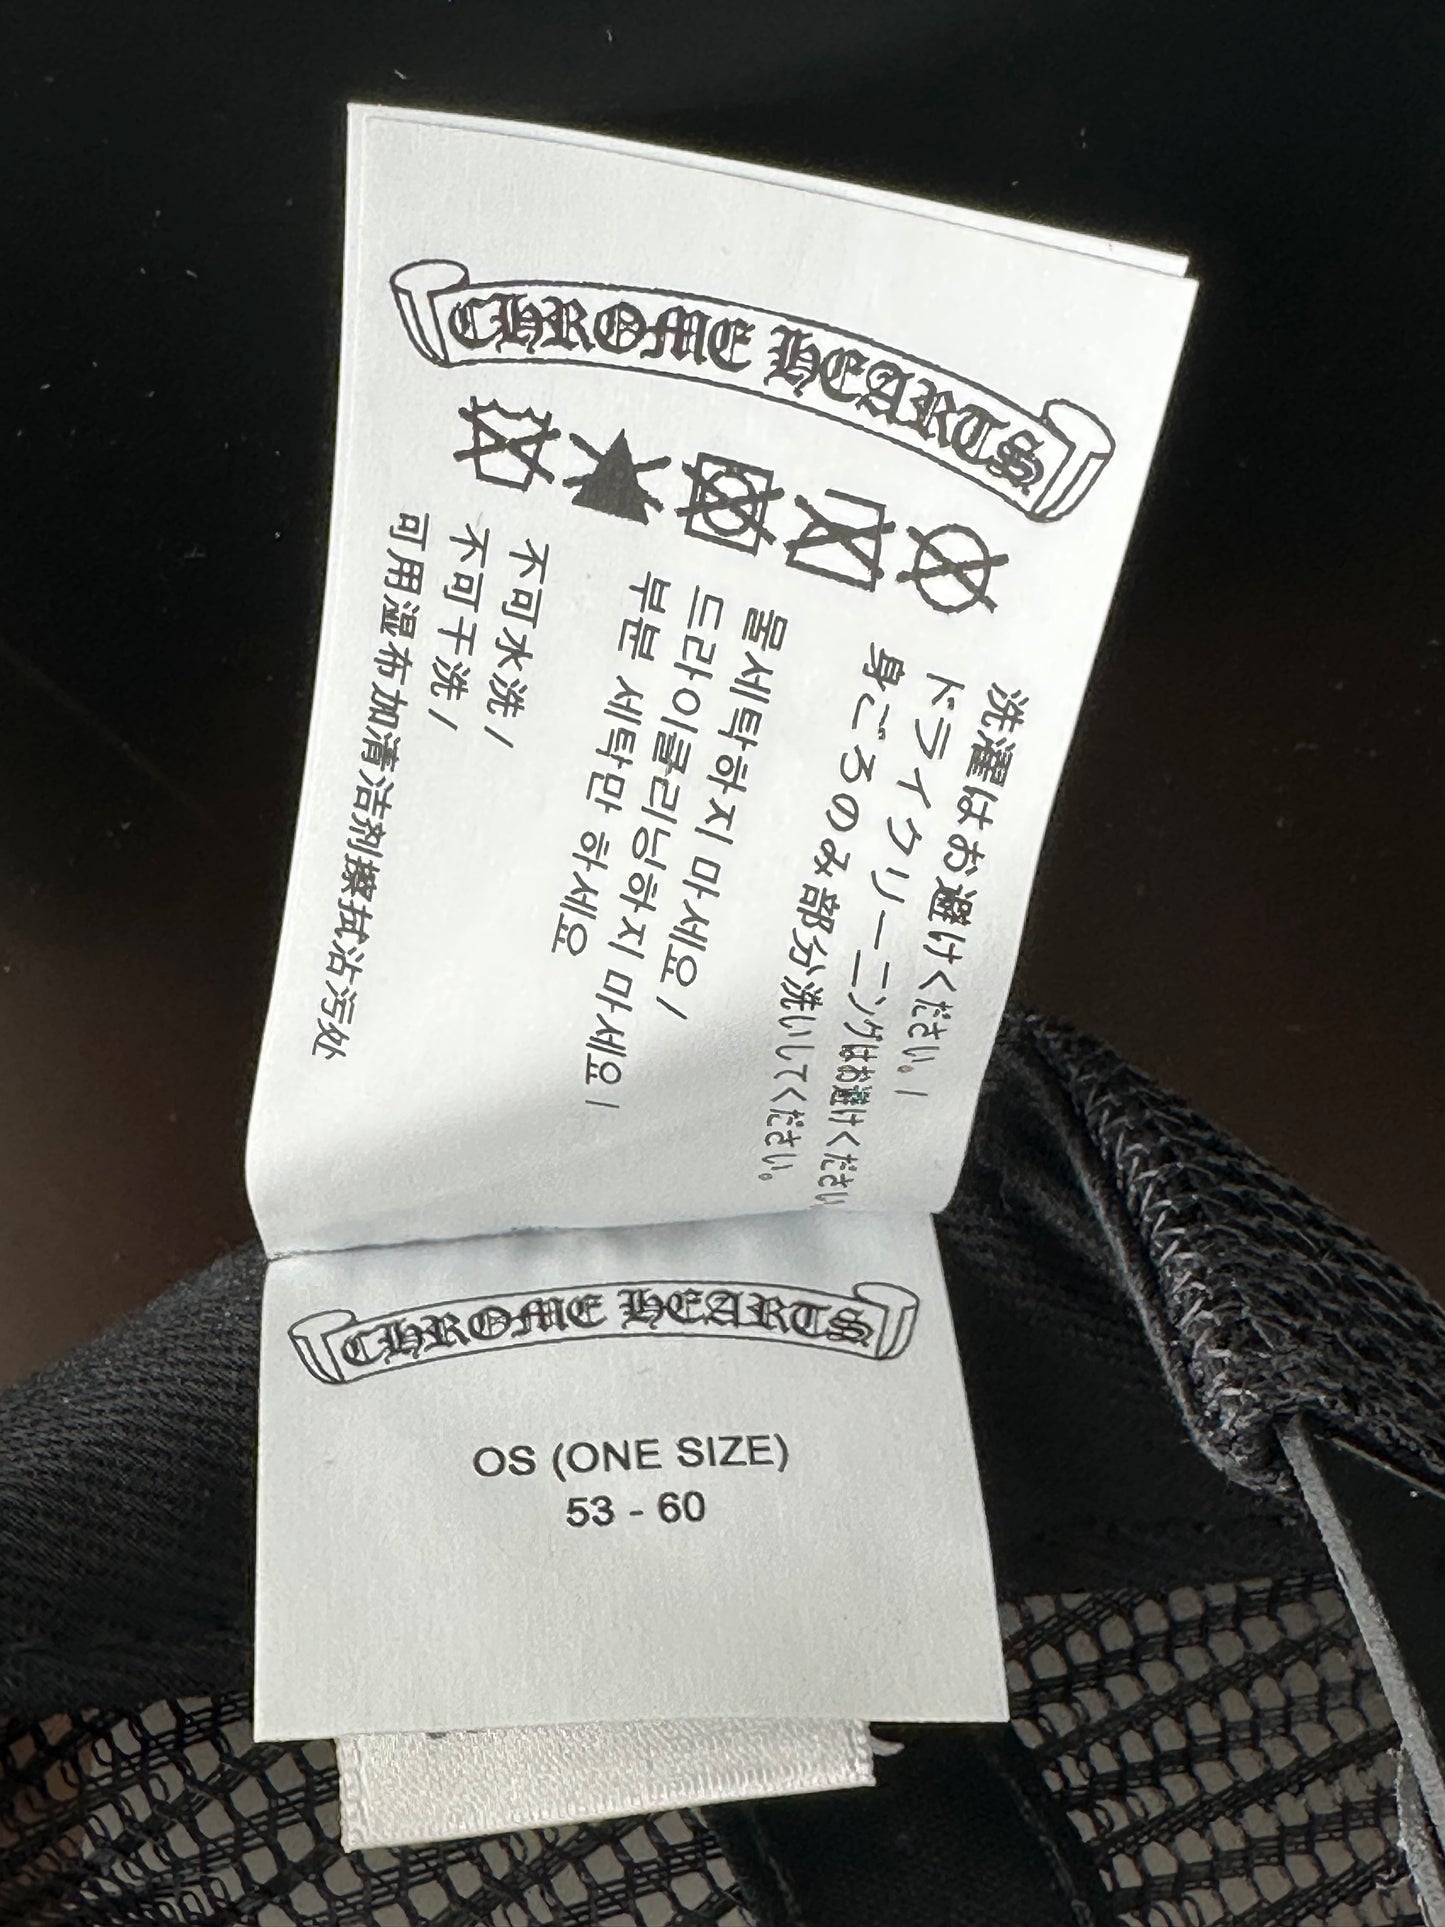 CHROME HEARTS
洗濯はお避けください。/
ドライクリーニングはお避けください
身ごろのみ部分洗いしてください。
물세탁하지 마세요 /
드라이클리닝하지 마세요 /
부분 세탁만 하세요
不可水洗 /
不可干洗 /
可用湿布加清洁剂擦拭沾污处
CHROME HEARTS
OS (ONE SIZE)
53 - 60